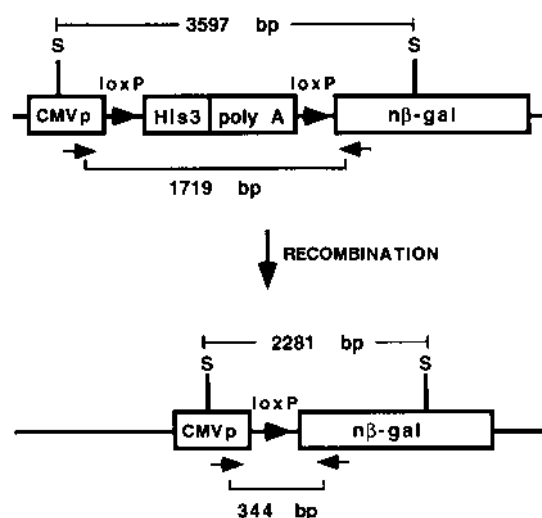 3597 bp
S S
loxP loxP
CMVp His3 poly A nβ-gal
1719 bp
RECOMBINATION
2281 bp
S S
loxP
CMVp nβ-gal
344 bp